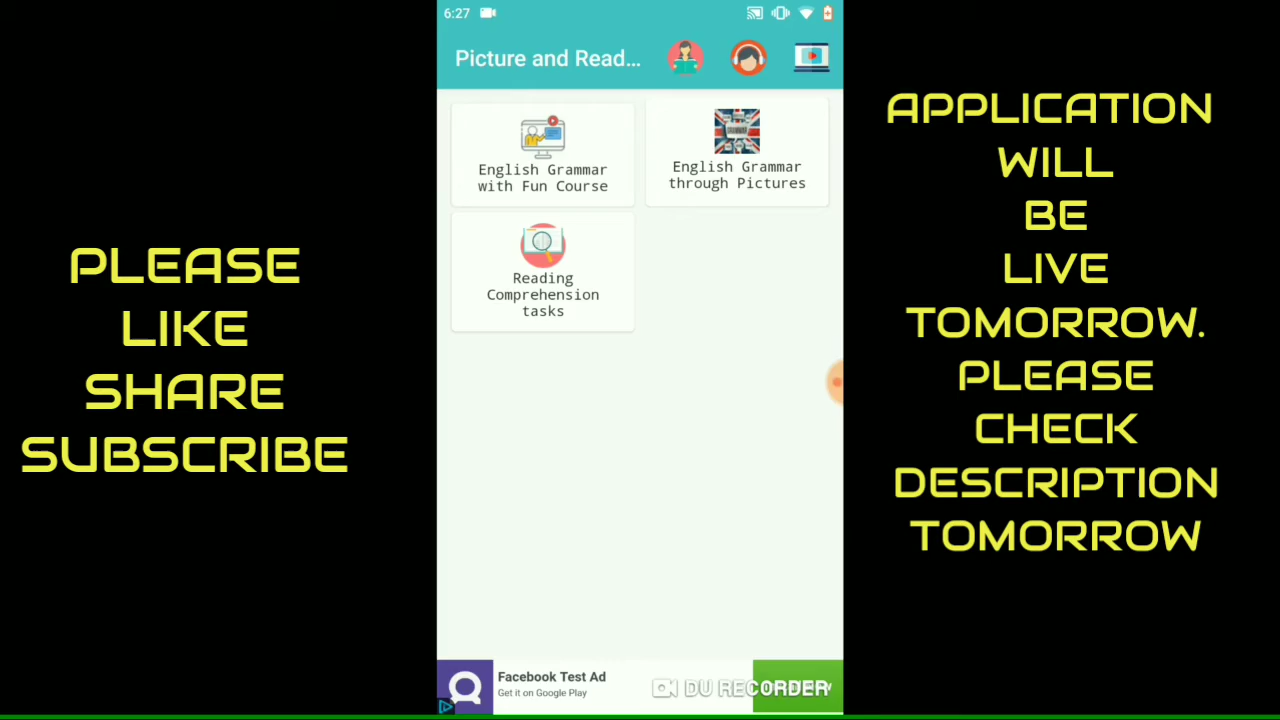 PLEASE
LIKE
SHARE
SUBSCRIBE
6:27
Picture and Read...
English Grammar
with Fun Course
GRAMMAR
English Grammar
through Pictures
Reading
Comprehension
tasks
Facebook Test Ad
Get it on Google Play
DU RECORDER
APPLICATION
WILL
BE
LIVE
TOMORROW.
PLEASE
CHECK
DESCRIPTION
TOMORROW